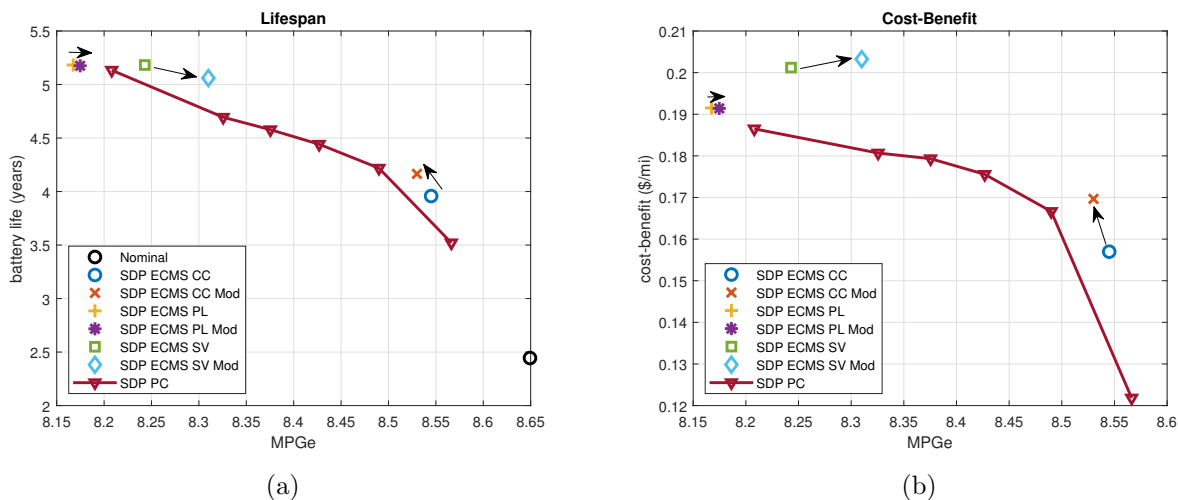 Lifespan
5.5
5
4.5
4
3.5
3
2.5
2
battery life (years)
Nominal
SDP ECMS CC
SDP ECMS CC Mod
SDP ECMS PL
SDP ECMS PL Mod
SDP ECMS SV
SDP ECMS SV Mod
SDP PC
8.15 8.2 8.25 8.3 8.35 8.4 8.45 8.5 8.55 8.6 8.65
MPGe
(a)
Cost-Benefit
0.21
0.2
0.19
0.18
0.17
0.16
0.15
0.14
0.13
0.12
cost-benefit ($/mi)
SDP ECMS CC
SDP ECMS CC Mod
SDP ECMS PL
SDP ECMS PL Mod
SDP ECMS SV
SDP ECMS SV Mod
SDP PC
8.15 8.2 8.25 8.3 8.35 8.4 8.45 8.5 8.55 8.6
MPGe
(b)